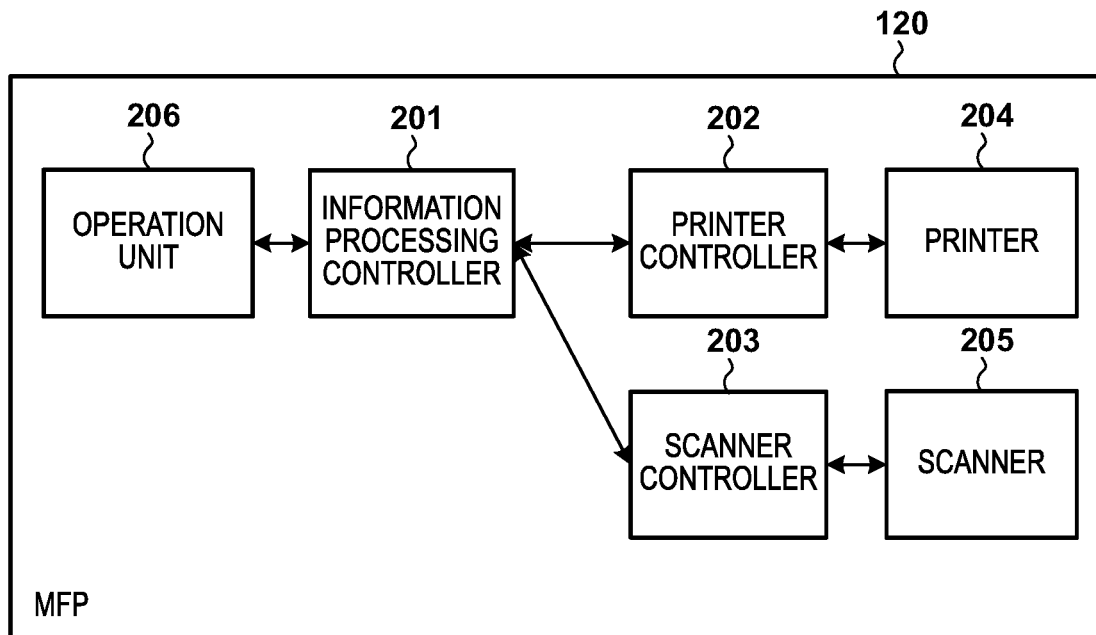 120
206
201
202
204
OPERATION
UNIT
INFORMATION
PROCESSING
CONTROLLER
PRINTER
CONTROLLER
PRINTER
203
205
SCANNER
CONTROLLER
SCANNER
MFP